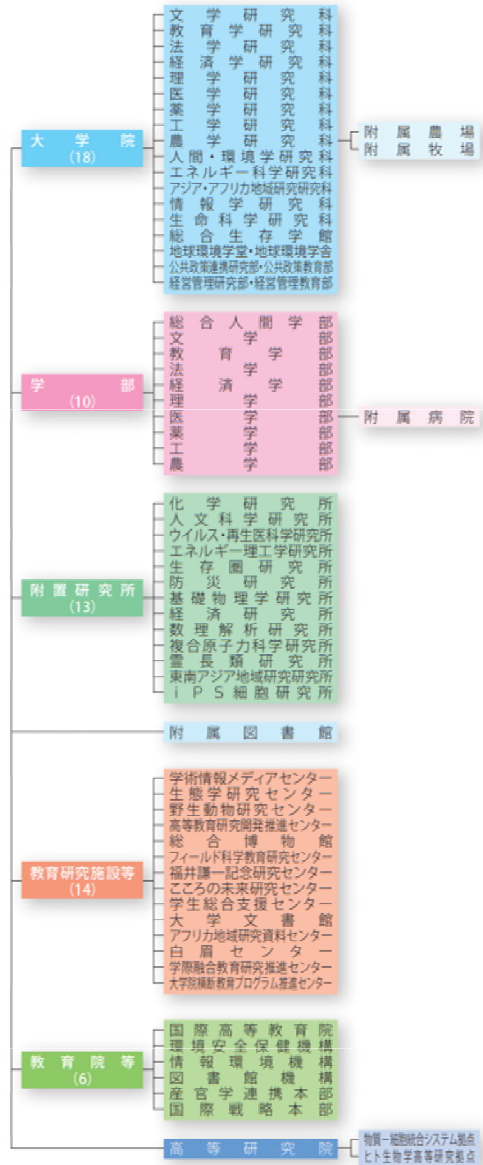 大学院
(18)
文学研究科
教育学研究科
法学研究科
経済学研究科
理学研究科
医学研究科
薬学研究科
工学研究科
農学研究科
附属農場
附属牧場
人間・環境学研究科
エネルギー科学研究科
アジア・アフリカ地域研究研究科
情報学研究科
生命科学研究科
総合生存学館
地球環境学堂・地球環境学舎
公共政策連携研究部・公共政策教育部
経営管理研究部・経営管理教育部
学部
(10)
総合人間学部
文学部
教育学部
法学部
経済学部
理学部
医学部
附属病院
薬学部
工学部
農学部
附置研究所
(13)
化学研究所
人文科学研究所
ウイルス・再生医科学研究所
エネルギー理工学研究所
生存圏研究所
防災研究所
基礎物理学研究所
経済研究所
数理解析研究所
複合原子力科学研究所
霊長類研究所
東南アジア地域研究研究所
iPS細胞研究所
附属図書館
教育研究施設等
(14)
学術情報メディアセンター
生態学研究センター
野生動物研究センター
高等教育研究開発推進センター
総合博物館
フィールド科学教育研究センター
福井謙一記念研究センター
こころの未来研究センター
学生総合支援センター
大学文書館
アフリカ地域研究資料センター
白眉センター
学際融合教育研究推進センター
大学院横断教育プログラム推進センター
教育院等
(6)
国際高等教育院
環境安全保健機構
情報環境機構
図書館機構
産官学連携本部
国際戦略本部
高等研究院
物質－細胞統合システム拠点
ヒト生物学高等研究拠点